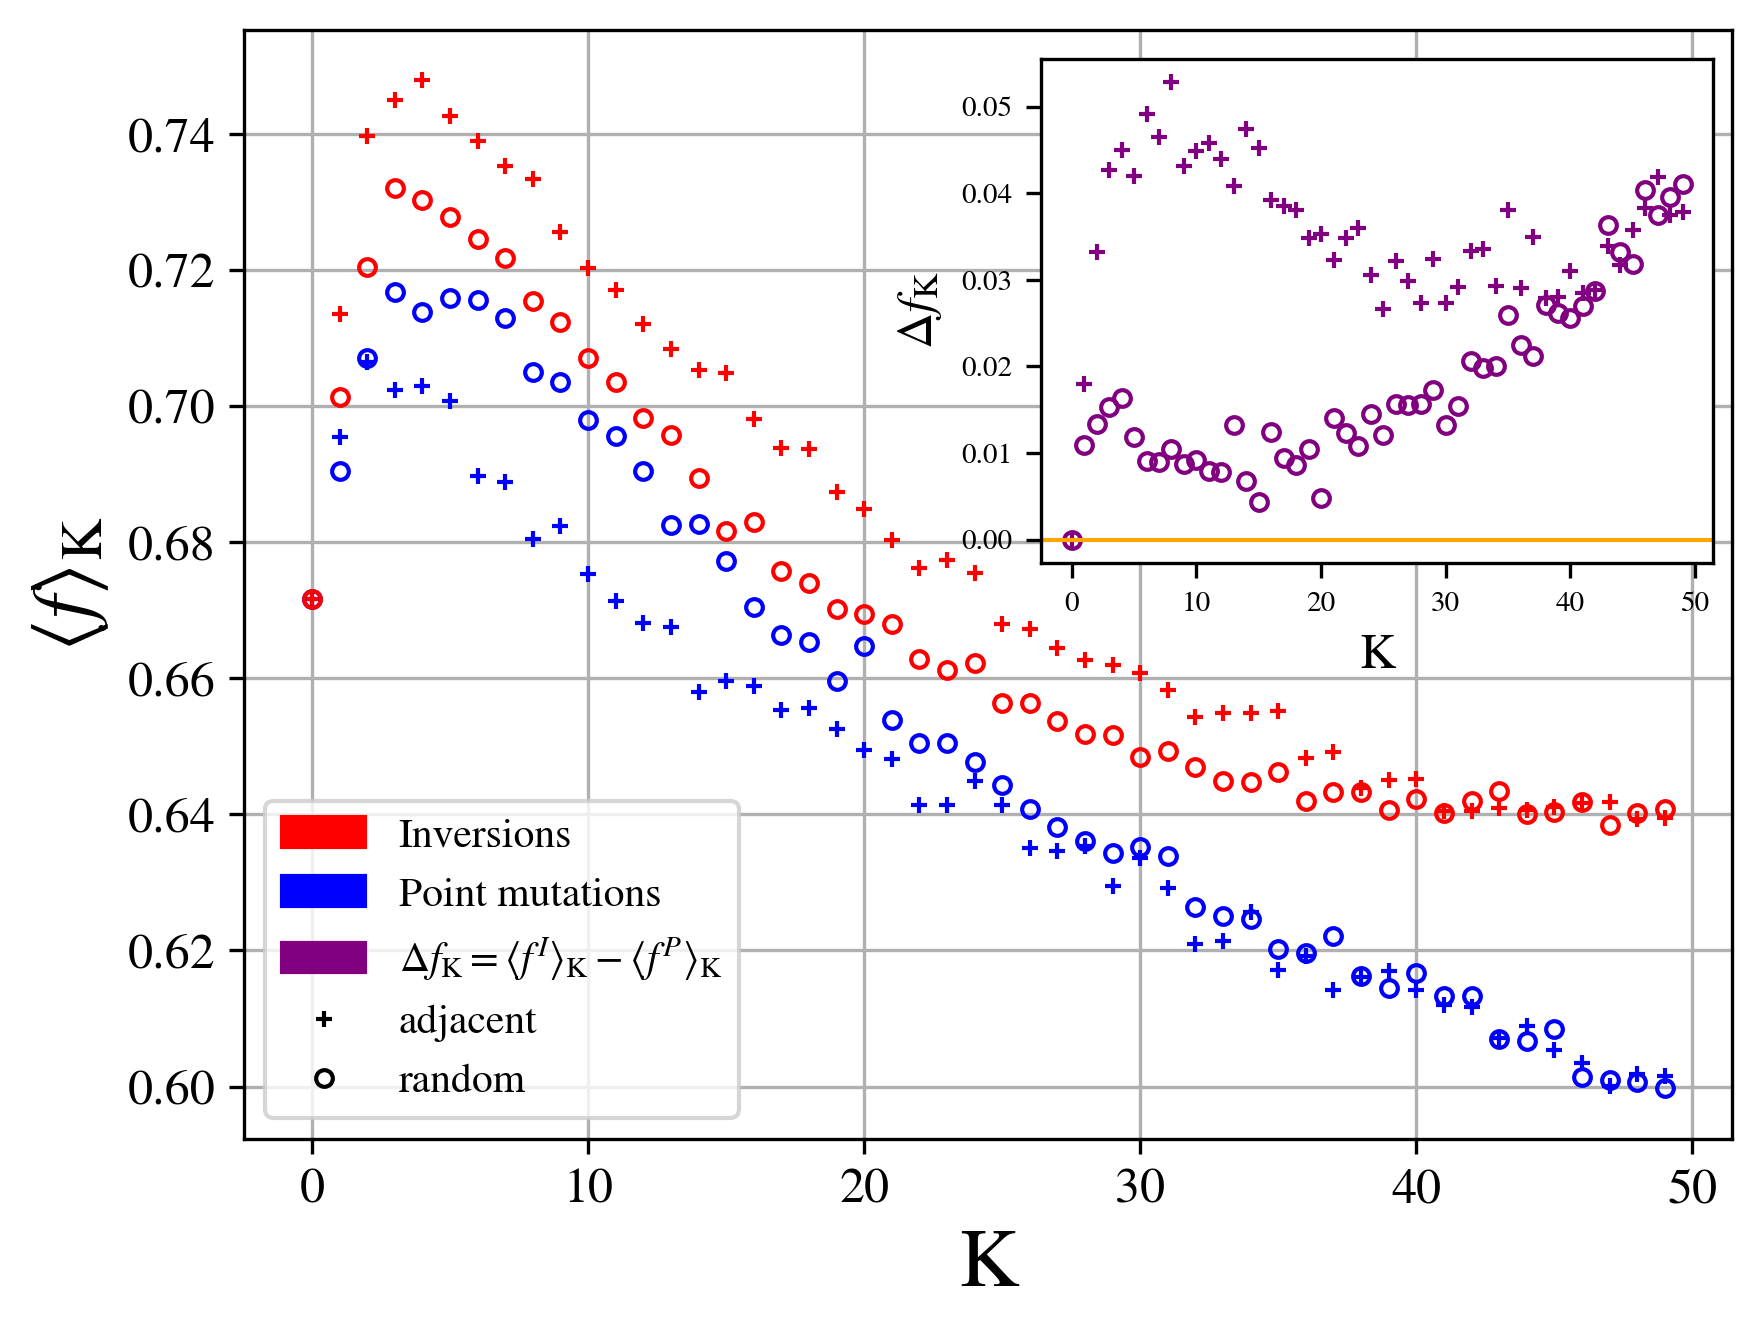 0.74
0.72
0.70
0.68
0.66
0.64
0.62
0.60
⟨f⟩K
0
10
20
30
40
50
K
0.05
0.04
0.03
0.02
0.01
0.00
ΔfK
0
10
20
30
40
50
K
Inversions
Point mutations
ΔfK = ⟨f^I⟩K − ⟨f^P⟩K
adjacent
random